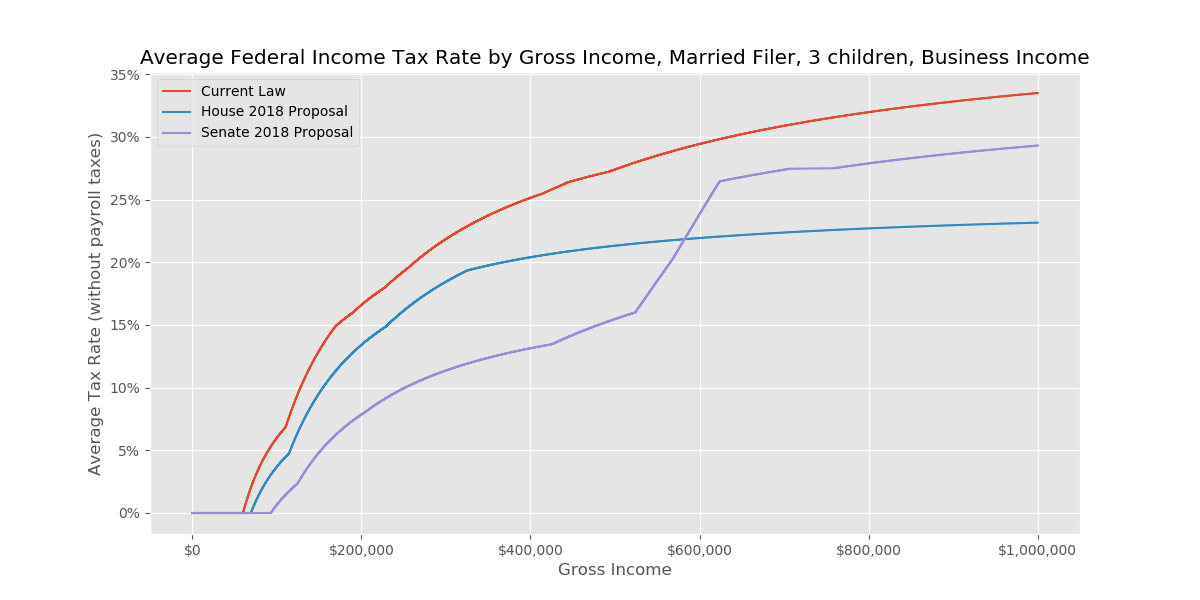 Average Federal Income Tax Rate by Gross Income, Married Filer, 3 children, Business Income
Current Law
House 2018 Proposal
Senate 2018 Proposal
Average Tax Rate (without payroll taxes)
35%
30%
25%
20%
15%
10%
5%
0%
$0 $200,000 $400,000 $600,000 $800,000 $1,000,000
Gross Income